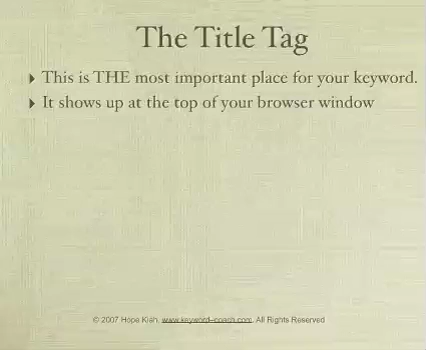 The Title Tag
‣ This is THE most important place for your keyword.
‣ It shows up at the top of your browser window
© 2007 Hope Kiah, www.keyword-coach.com, All Rights Reserved